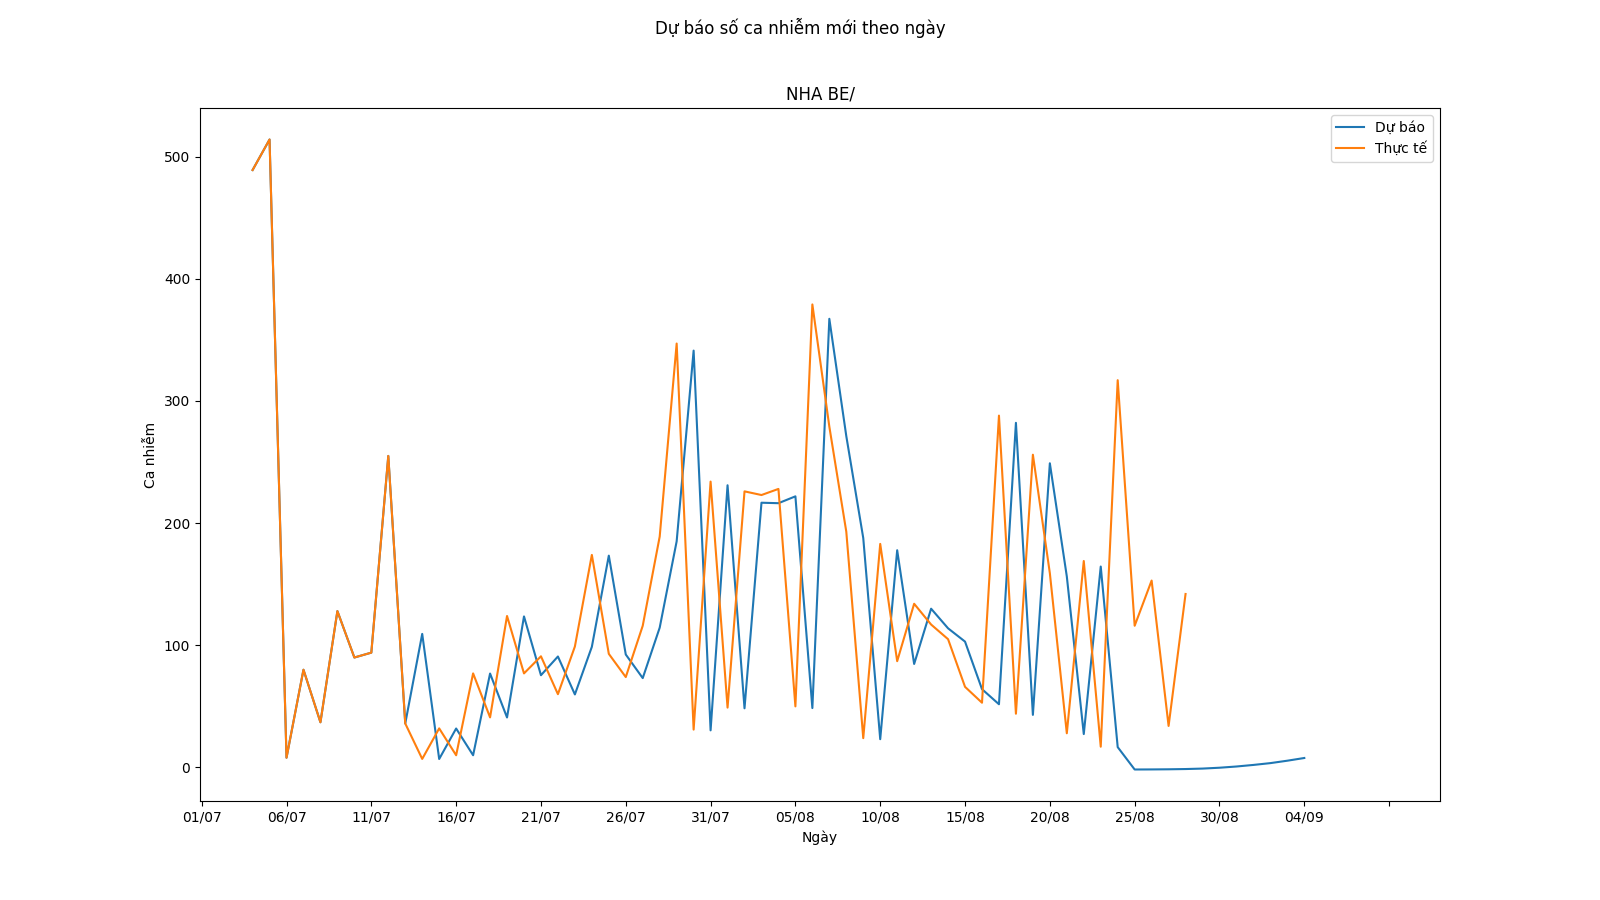 Dự báo số ca nhiễm mới theo ngày
NHA BE/
Dự báo
Thực tế
500
400
300
200
100
0
Ca nhiễm
01/07 06/07 11/07 16/07 21/07 26/07 31/07 05/08 10/08 15/08 20/08 25/08 30/08 04/09
Ngày